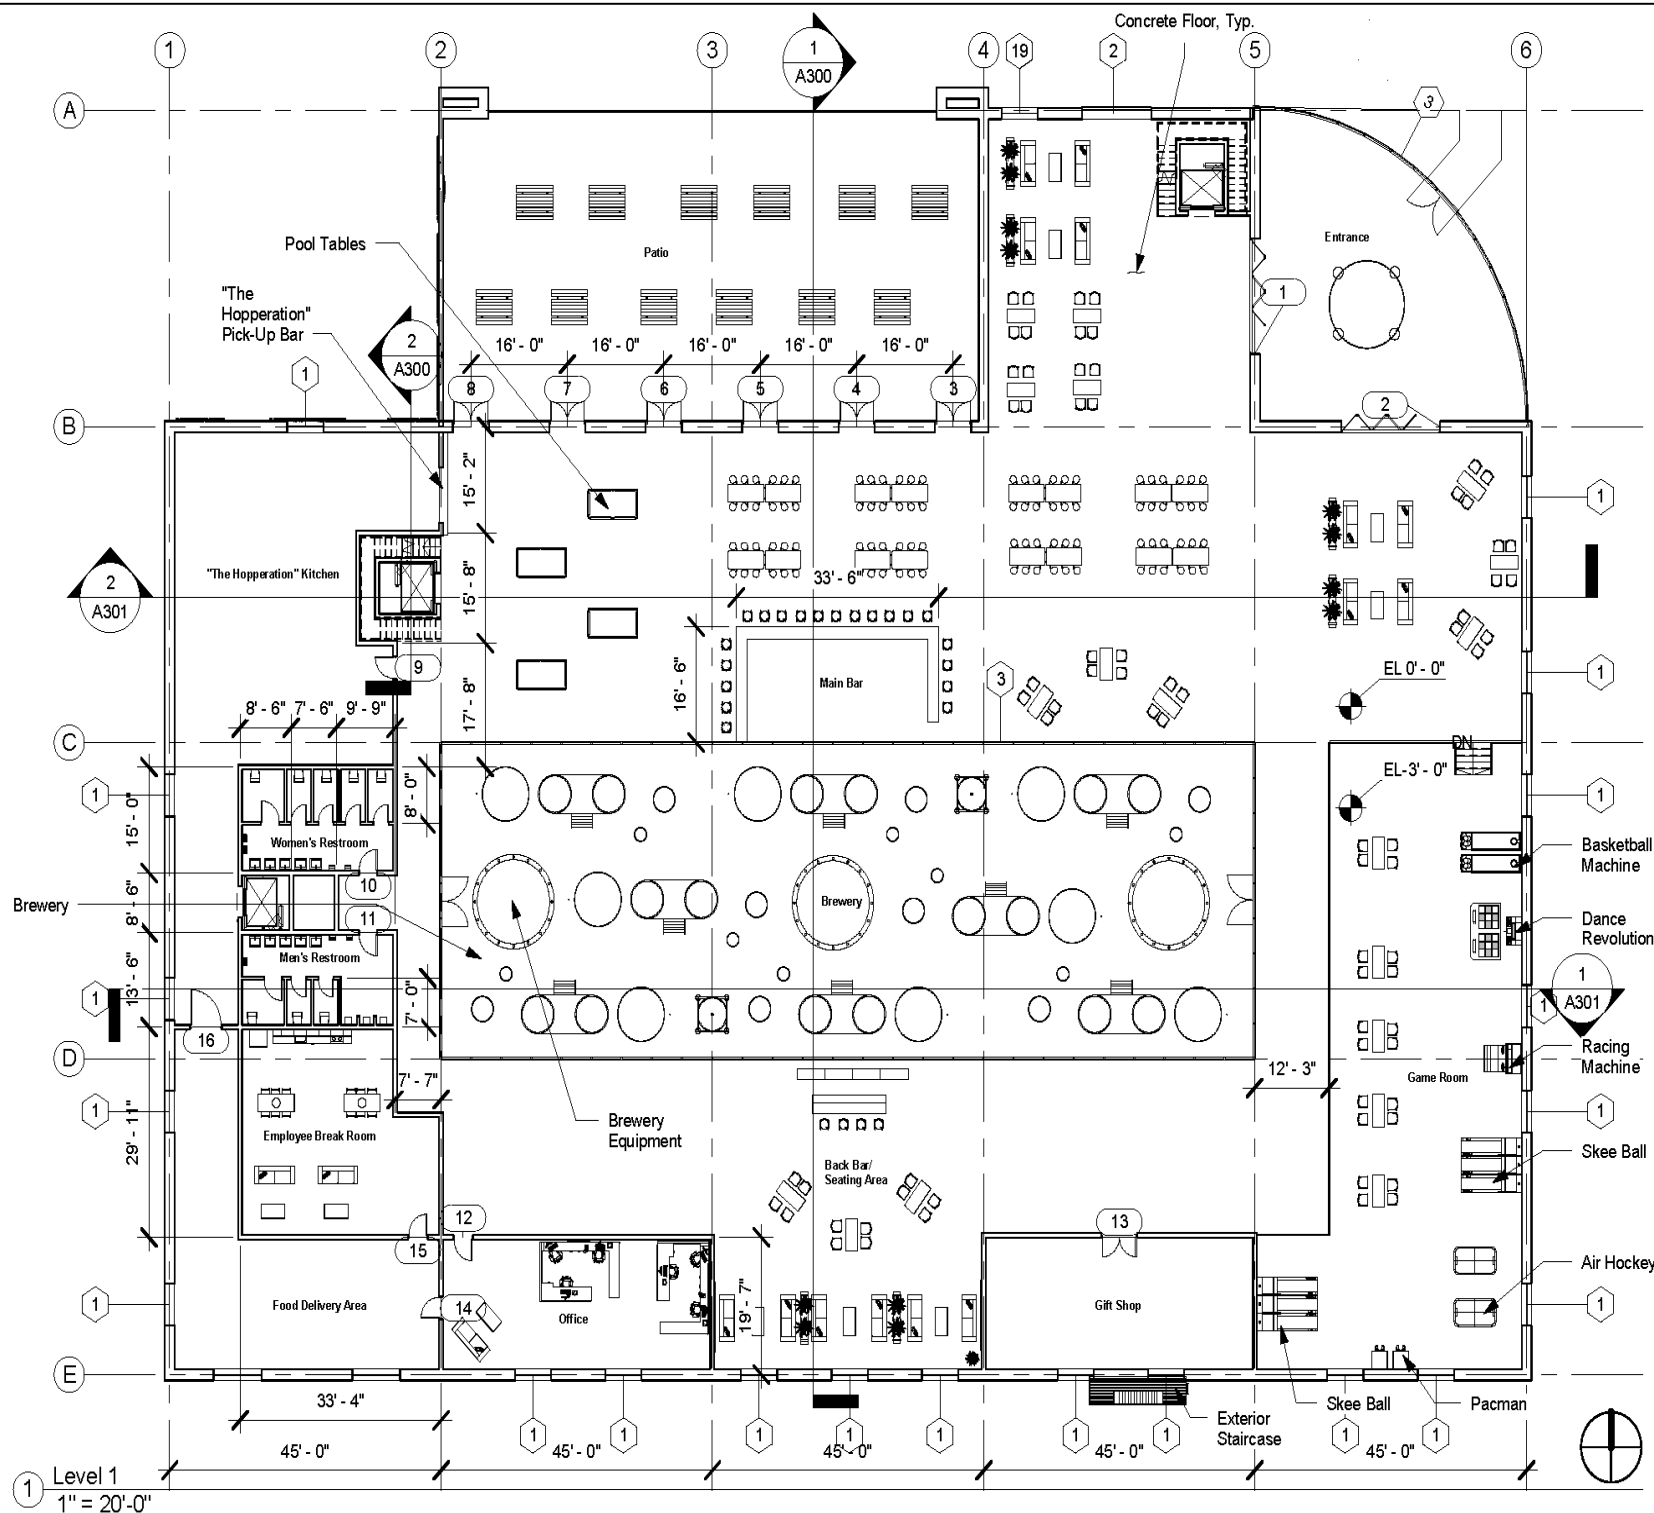 Concrete Floor, Typ.
1
2
3
1
A300
4
19
2
5
6
A
3
Pool Tables
Patio
Entrance
"The
Hopperation"
Pick-Up Bar
1
2
A300
16' - 0"
16' - 0"
16' - 0"
16' - 0"
16' - 0"
1
8
7
6
5
4
3
2
B
15' - 2"
1
2
A301
"The Hopperation" Kitchen
15' - 8"
33' - 6"
9
17' - 8"
16' - 6"
Main Bar
3
EL 0' - 0"
1
8' - 6"
7' - 6"
9' - 9"
C
DN
EL-3' - 0"
1
15' - 0"
8' - 0"
1
Women's Restroom
Basketball
Machine
10
Brewery
8' - 6"
11
Brewery
Dance
Revolution
Men's Restroom
1
13' - 6"
7' - 0"
1
1
A301
16
D
7' - 7"
12' - 3"
Racing
Machine
Game Room
1
29' - 11"
Employee Break Room
Brewery
Equipment
1
Back Bar/
Seating Area
Skee Ball
12
13
15
Air Hockey
1
Food Delivery Area
14
Office
19' - 7"
Gift Shop
1
E
33' - 4"
Skee Ball
Pacman
Exterior
Staircase
1
1
1
1
1
1
1
1
1
45' - 0"
45' - 0"
45' - 0"
45' - 0"
45' - 0"
1
Level 1
1" = 20'-0"